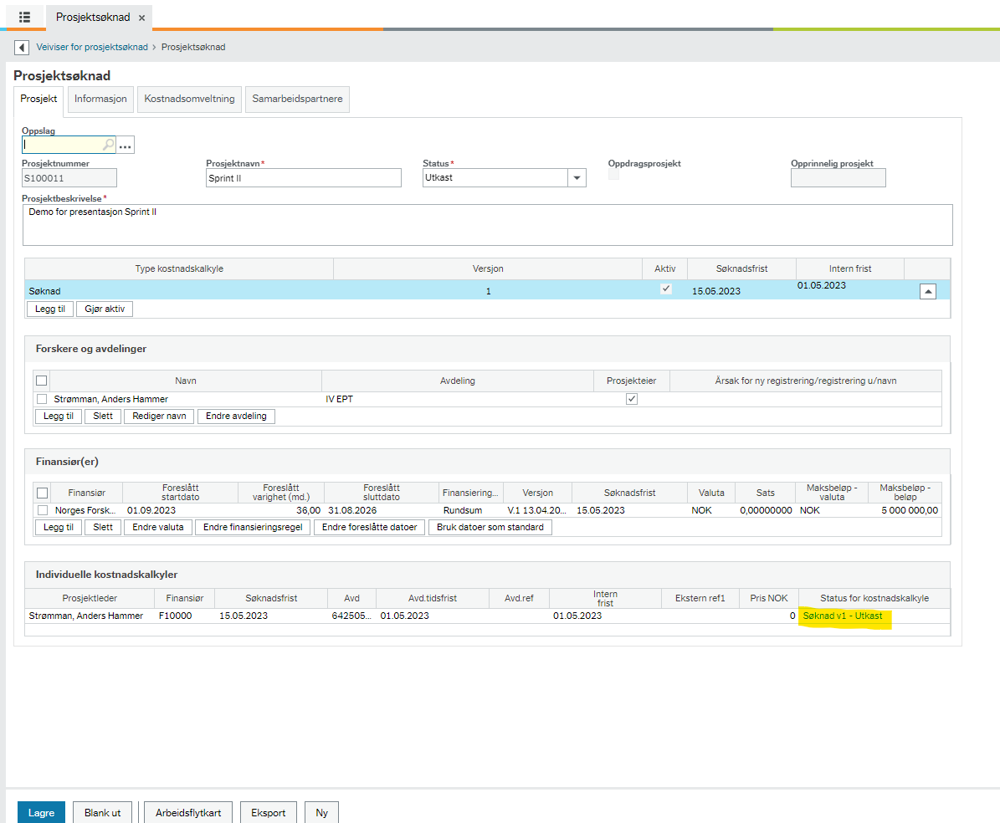 Prosjektsøknad ×
Veiviser for prosjektsøknad > Prosjektsøknad
Prosjektsøknad
Prosjekt Informasjon Kostnadsomveltning Samarbeidspartnere
Oppslag
...
Prosjektnummer Prosjektnavn* Status* Oppdragsprosjekt Opprinnelig prosjekt
S100011 Sprint II Utkast
Prosjektbeskrivelse*
Demo for presentasjon Sprint II
Type kostnadskalkyle Versjon Aktiv Søknadsfrist Intern frist
Søknad 1 15.05.2023 01.05.2023
Legg til Gjør aktiv
Forskere og avdelinger
Navn Avdeling Prosjekteier Årsak for ny registrering/registrering u/navn
Strømman, Anders Hammer IV EPT
Legg til Slett Rediger navn Endre avdeling
Finansiør(er)
Finansiør Foreslått startdato Foreslått varighet (md.) Foreslått sluttdato Finansiering... Versjon Søknadsfrist Valuta Sats Maksbeløp - valuta Maksbeløp - beløp
Norges Forsk... 01.09.2023 36,00 31.08.2026 Rundsum V.1 13.04.20... 15.05.2023 NOK 0,00000000 NOK 5 000 000,00
Legg til Slett Endre valuta Endre finansieringsregel Endre foreslåtte datoer Bruk datoer som standard
Individuelle kostnadskalkyler
Prosjektleder Finansiør Søknadsfrist Avd Avd.tidsfrist Avd.ref Intern frist Ekstern ref1 Pris NOK Status for kostnadskalkyle
Strømman, Anders Hammer F10000 15.05.2023 642505... 01.05.2023 01.05.2023 0 Søknad v1 - Utkast
Lagre Blank ut Arbeidsflytkart Eksport Ny